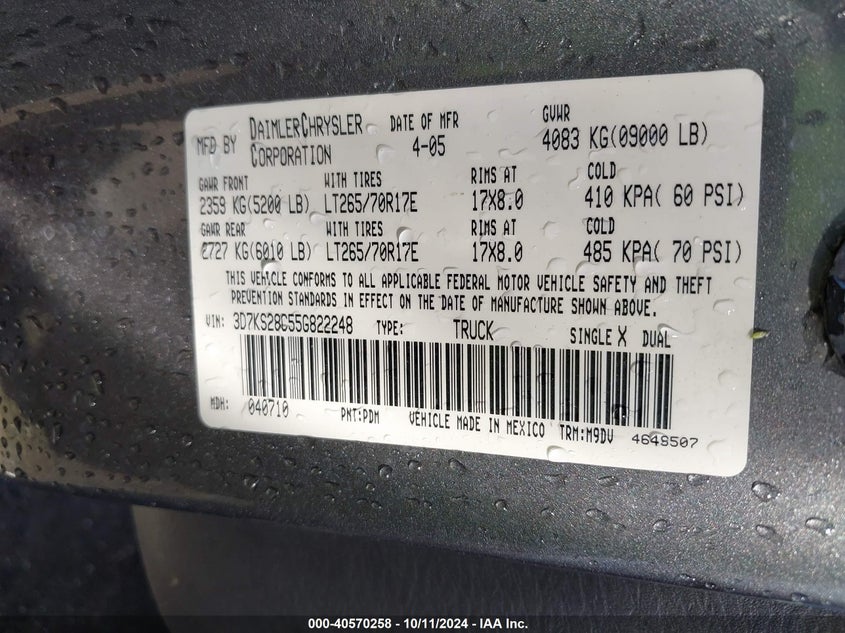 MFD BY DAIMLERCHRYSLER CORPORATION DATE OF MFR 4-05 GVWR 4083 KG(09000 LB)
GAWR FRONT WITH TIRES RIMS AT COLD
2359 KG(5200 LB) LT265/70R17E 17X8.0 410 KPA( 60 PSI)
GAWR REAR WITH TIRES RIMS AT COLD
2727 KG(6010 LB) LT265/70R17E 17X8.0 485 KPA( 70 PSI)
THIS VEHICLE CONFORMS TO ALL APPLICABLE FEDERAL MOTOR VEHICLE SAFETY AND THEFT
PREVENTION STANDARDS IN EFFECT ON THE DATE OF MANUFACTURE SHOWN ABOVE.
VIN: 3D7KS28C55G822248 TYPE: TRUCK SINGLE X DUAL
MDH: 040710 PNT:PDM VEHICLE MADE IN MEXICO TRM:M9DV 4648507
000-40570258 - 10/11/2024 - IAA Inc.